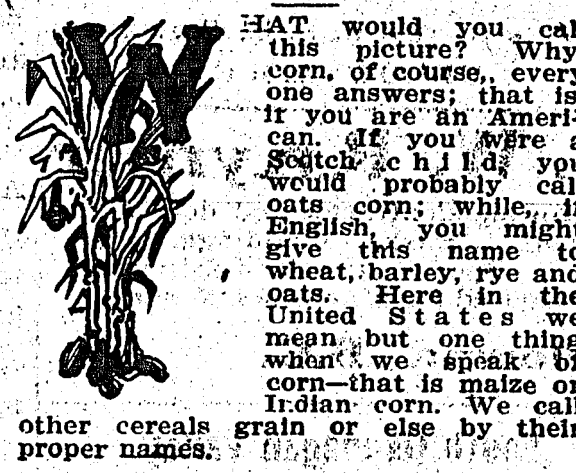 WHAT would you call
this picture? Why,
corn, of course, every
one answers; that is,
if you are an Ameri-
can. If you were a
Scotch child, you
would probably call
oats corn; while, if
English, you might
give this name to
wheat, barley, rye and
oats. Here in the
United States we
mean but one thing
when we speak of
corn—that is maize or
Indian corn. We call
other cereals grain or else by their
proper names.